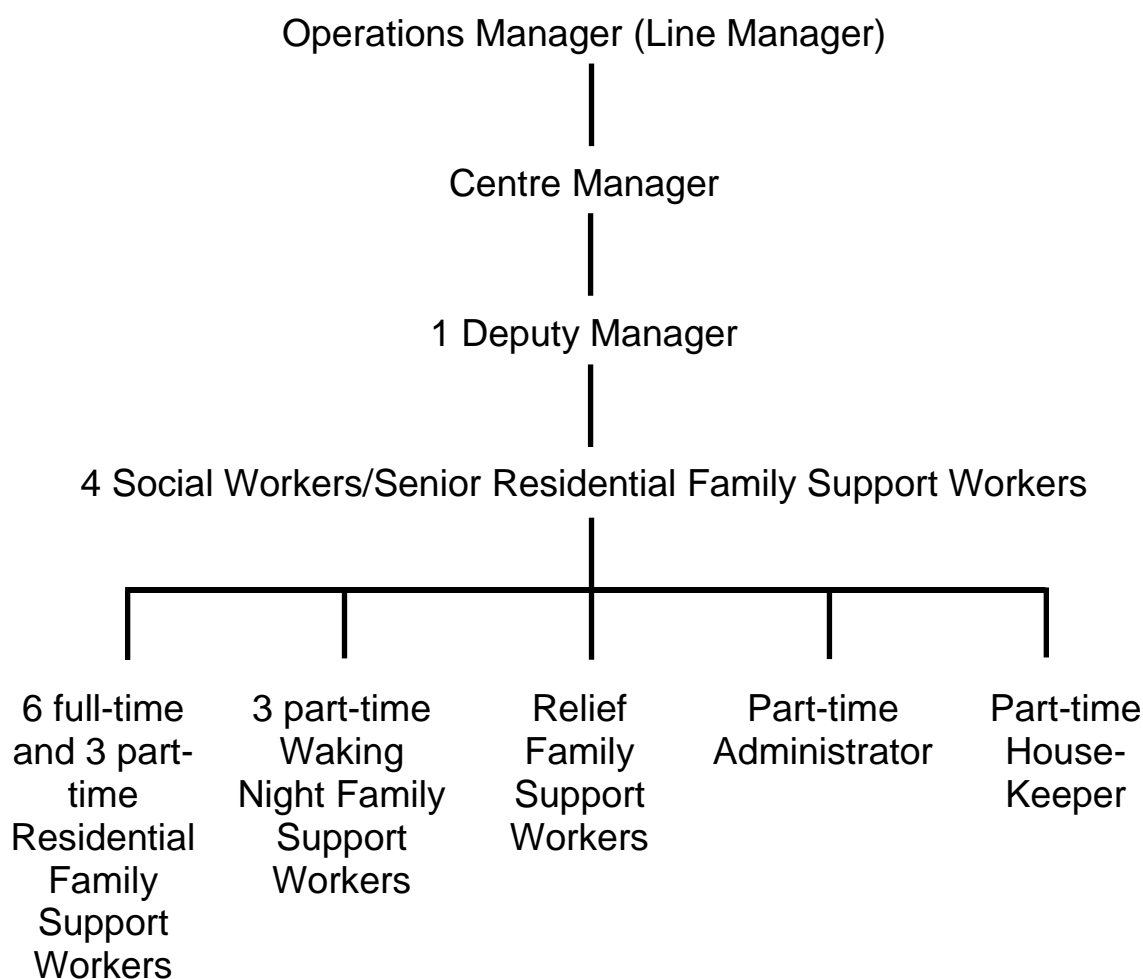 Operations Manager (Line Manager)
Centre Manager
1 Deputy Manager
4 Social Workers/Senior Residential Family Support Workers
6 full-time
and 3 part-
time
Residential
Family
Support
Workers
3 part-time
Waking
Night Family
Support
Workers
Relief
Family
Support
Workers
Part-time
Administrator
Part-time
House-
Keeper